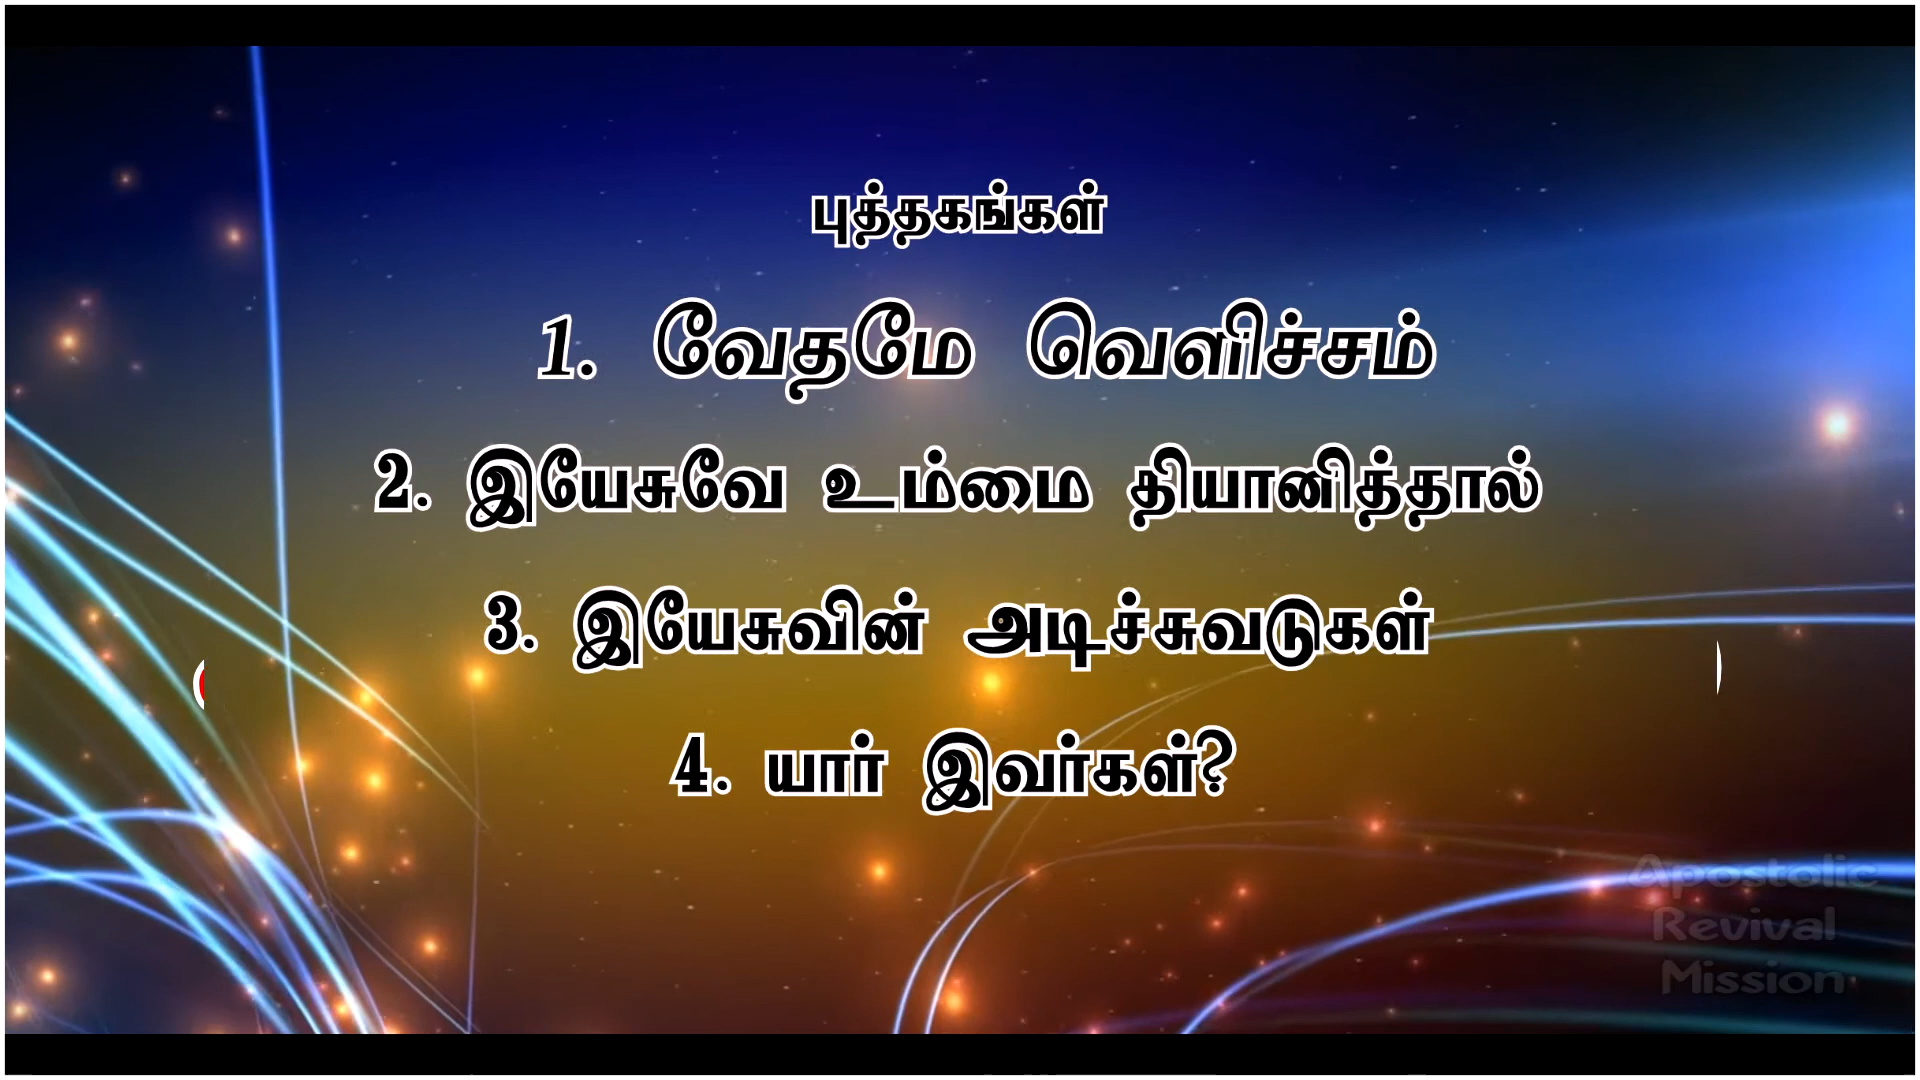 புத்தகங்கள்
1. வேதமே வெளிச்சம்
2. இயேசுவே உம்மை தியானித்தால்
3. இயேசுவின் அடிச்சுவடுகள்
4. யார் இவர்கள்?
Apostolic
Revival
Mission